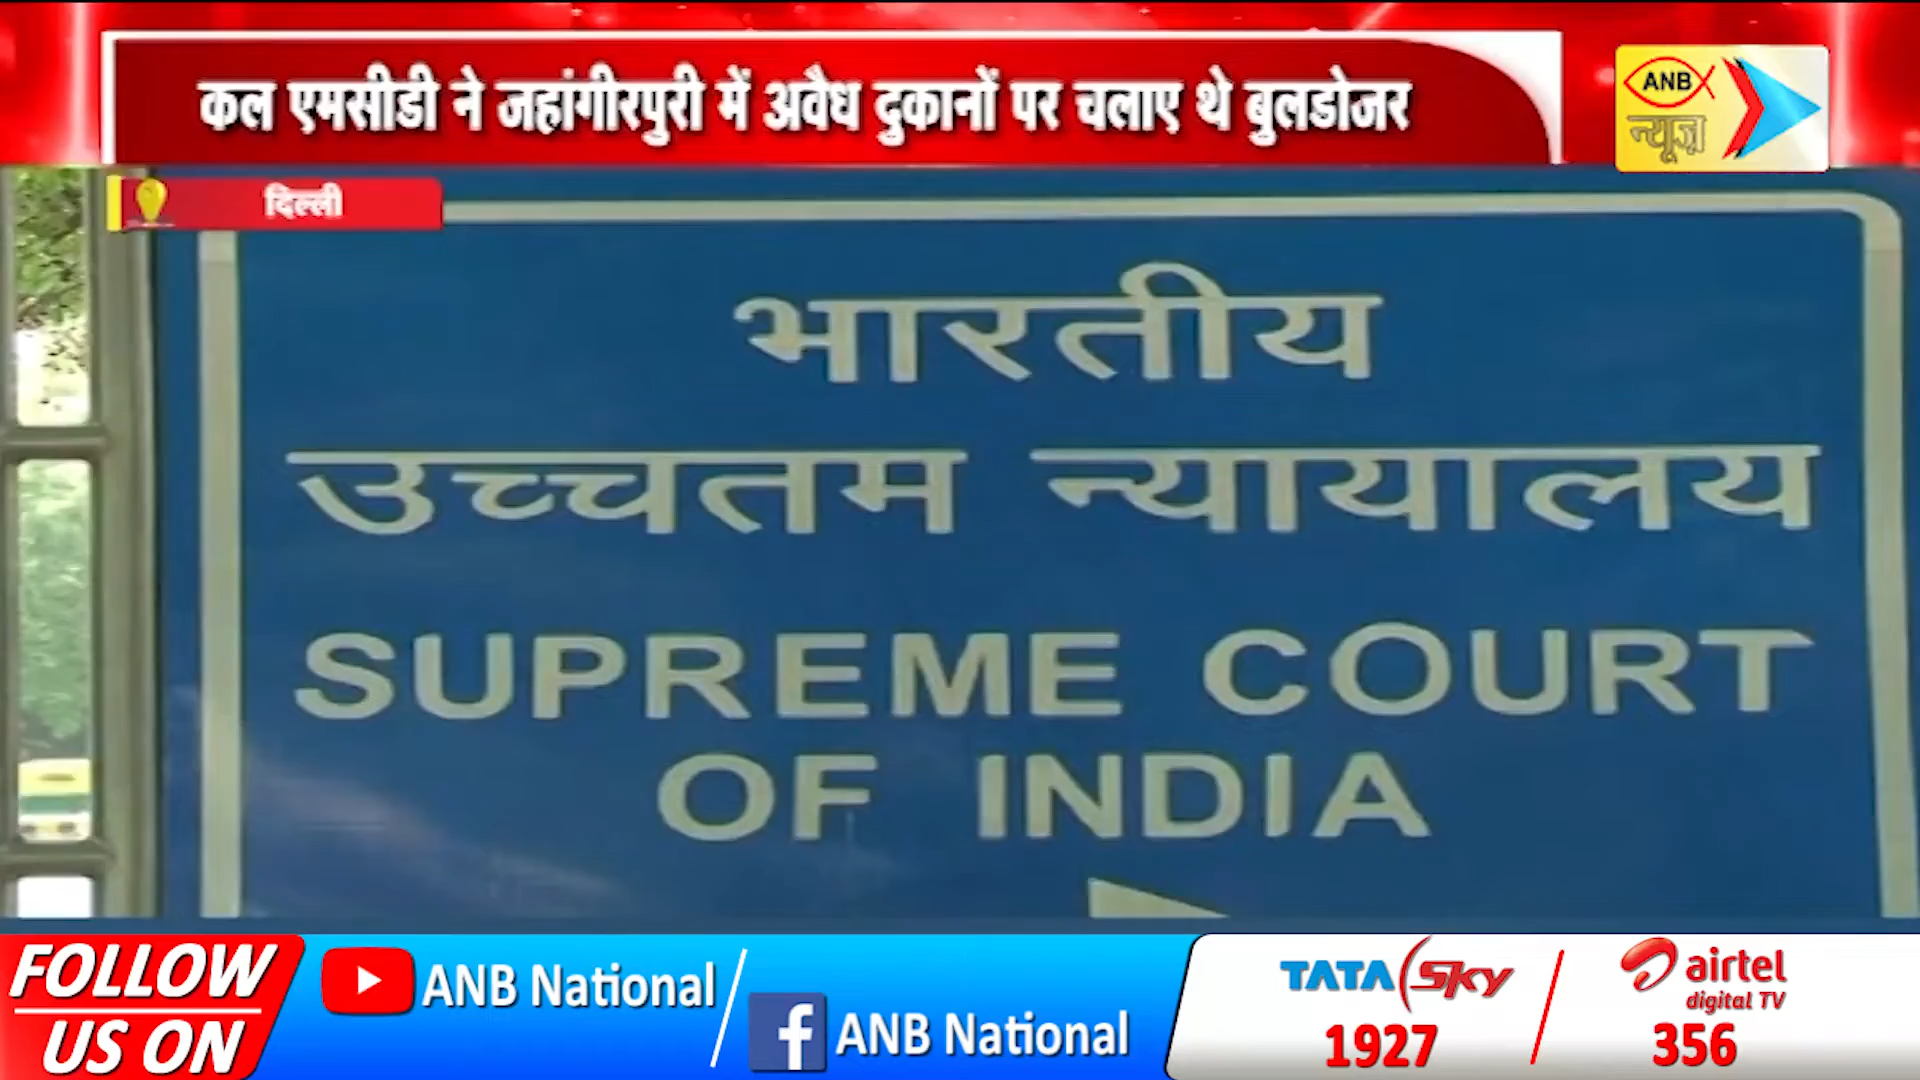 कल एमसीडी ने जहांगीरपुरी में अवैध दुकानों पर चलाए थे बुलडोजर
ANB
न्यूज़
दिल्ली
भारतीय
उच्चतम न्यायालय
SUPREME COURT
OF INDIA
FOLLOW
US ON
ANB National
ANB National
TATA Sky
1927
airtel
digital TV
356